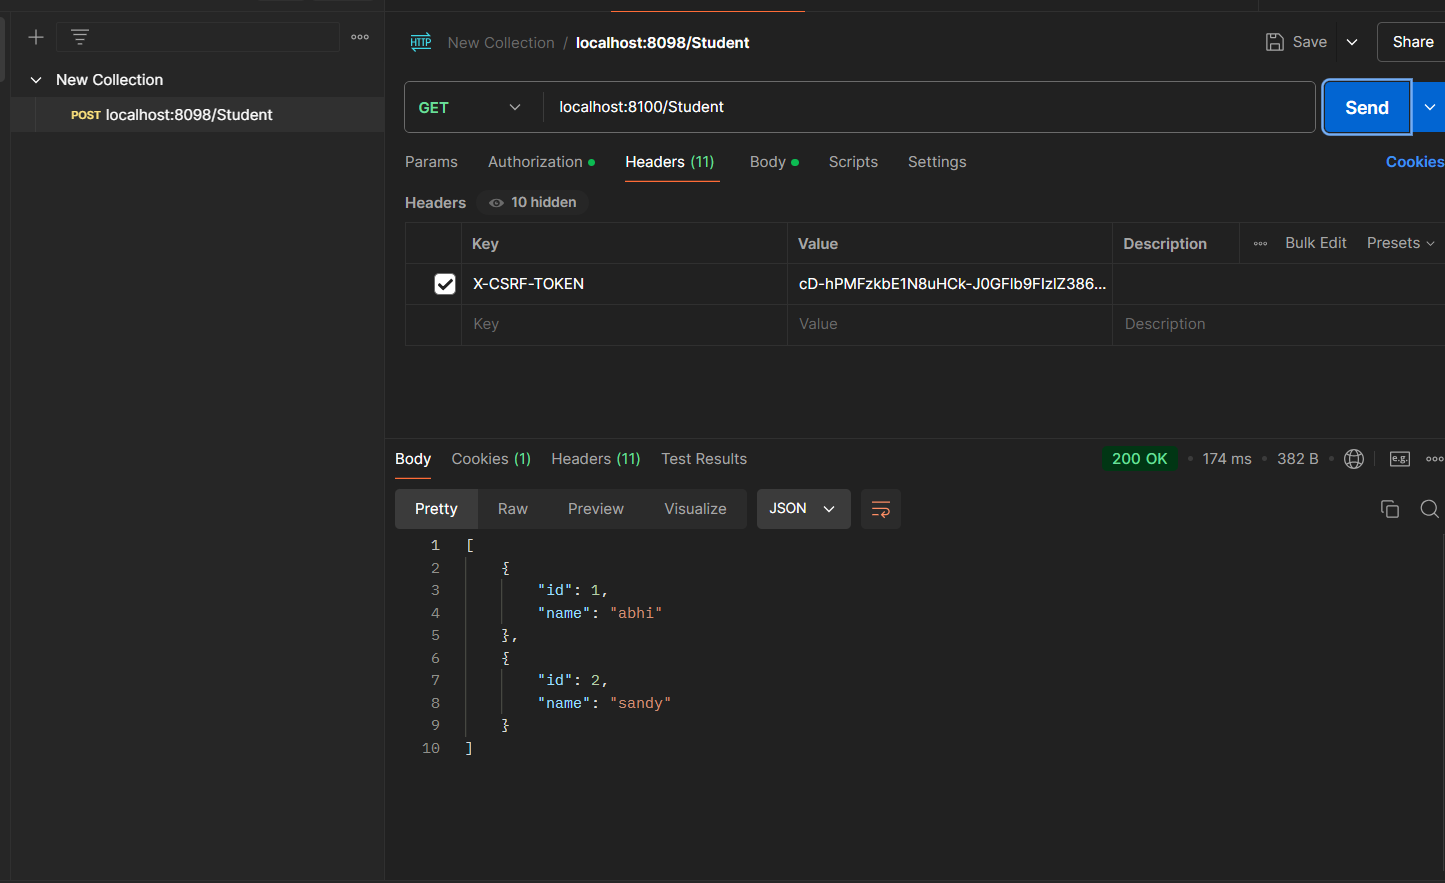 HTTP New Collection / localhost:8098/Student Save Share
New Collection
POST localhost:8098/Student
GET localhost:8100/Student Send
Params Authorization Headers (11) Body Scripts Settings Cookies
Headers 10 hidden
Key Value Description Bulk Edit Presets
X-CSRF-TOKEN cD-hPMFzkbE1N8uHCk-J0GFlb9FIzlZ386...
Key Value Description
Body Cookies (1) Headers (11) Test Results 200 OK 174 ms 382 B e.g.
Pretty Raw Preview Visualize JSON
1 [
2 {
3 "id": 1,
4 "name": "abhi"
5 },
6 {
7 "id": 2,
8 "name": "sandy"
9 }
10 ]